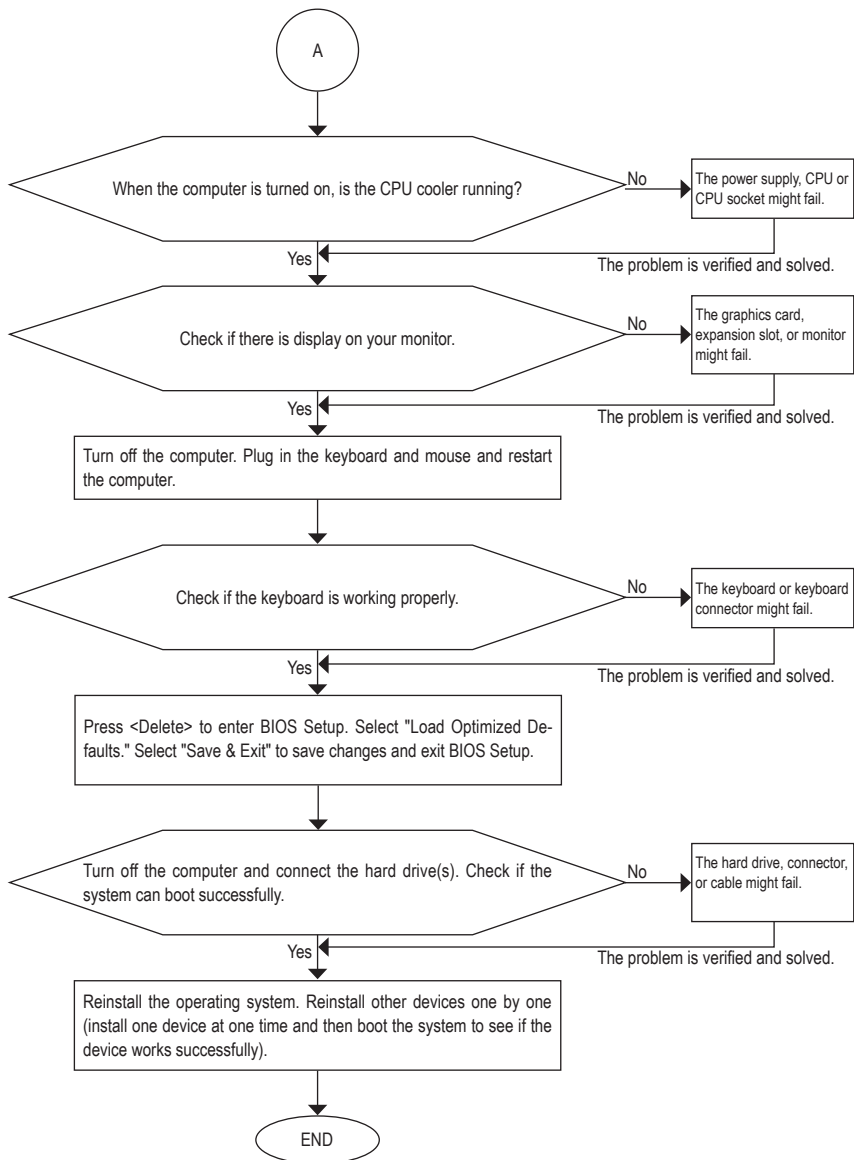 A
When the computer is turned on, is the CPU cooler running?
No
The power supply, CPU or
CPU socket might fail.
Yes
The problem is verified and solved.
Check if there is display on your monitor.
No
The graphics card,
expansion slot, or monitor
might fail.
Yes
The problem is verified and solved.
Turn off the computer. Plug in the keyboard and mouse and restart
the computer.
Check if the keyboard is working properly.
No
The keyboard or keyboard
connector might fail.
Yes
The problem is verified and solved.
Press <Delete> to enter BIOS Setup. Select "Load Optimized De-
faults." Select "Save & Exit" to save changes and exit BIOS Setup.
Turn off the computer and connect the hard drive(s). Check if the
system can boot successfully.
No
The hard drive, connector,
or cable might fail.
Yes
The problem is verified and solved.
Reinstall the operating system. Reinstall other devices one by one
(install one device at one time and then boot the system to see if the
device works successfully).
END